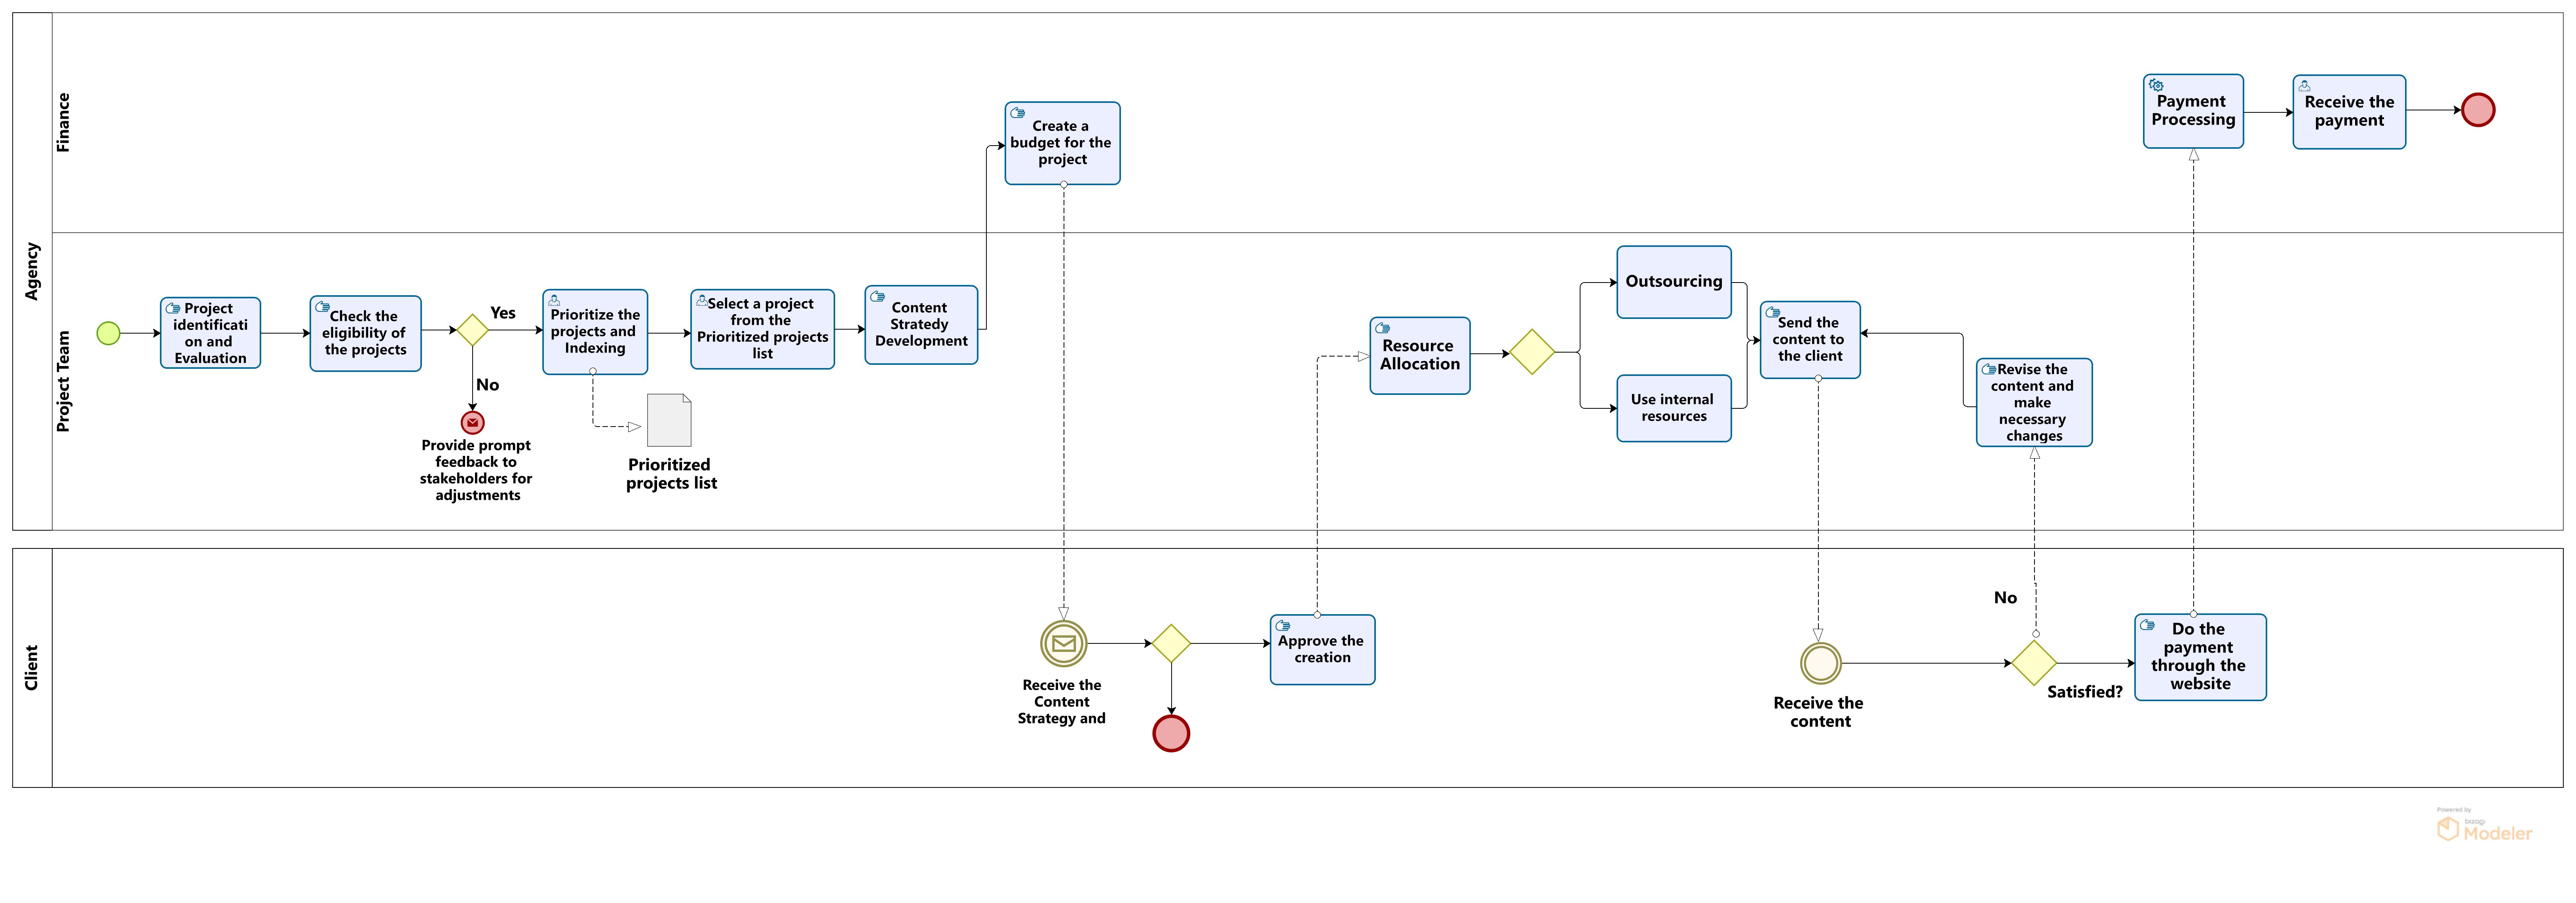 Agency
Finance
Project Team
Create a
budget for the
project
Payment
Processing
Receive the
payment
Project
identificati
on and
Evaluation
Check the
eligibility of
the projects
Yes
No
Provide prompt
feedback to
stakeholders for
adjustments
Prioritize the
projects and
Indexing
Prioritized
projects list
Select a project
from the
Prioritized projects
list
Content
Stratedy
Development
Resource
Allocation
Outsourcing
Use internal
resources
Send the
content to
the client
Revise the
content and
make
necessary
changes
Client
Receive the
Content
Strategy and
Approve the
creation
Receive the
content
No
Satisfied?
Do the
payment
through the
website
Powered by
bizagi
Modeler